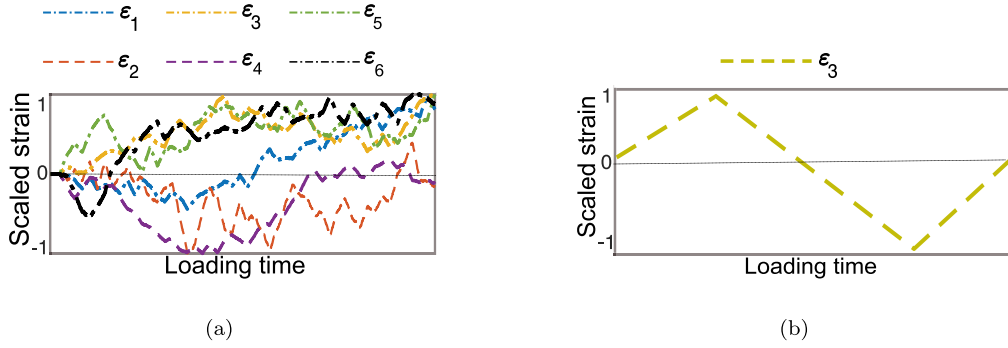 ε1 ε3 ε5
ε2 ε4 ε6
Scaled strain
1
0
-1
Loading time
(a)
ε3
Scaled strain
1
0
-1
Loading time
(b)